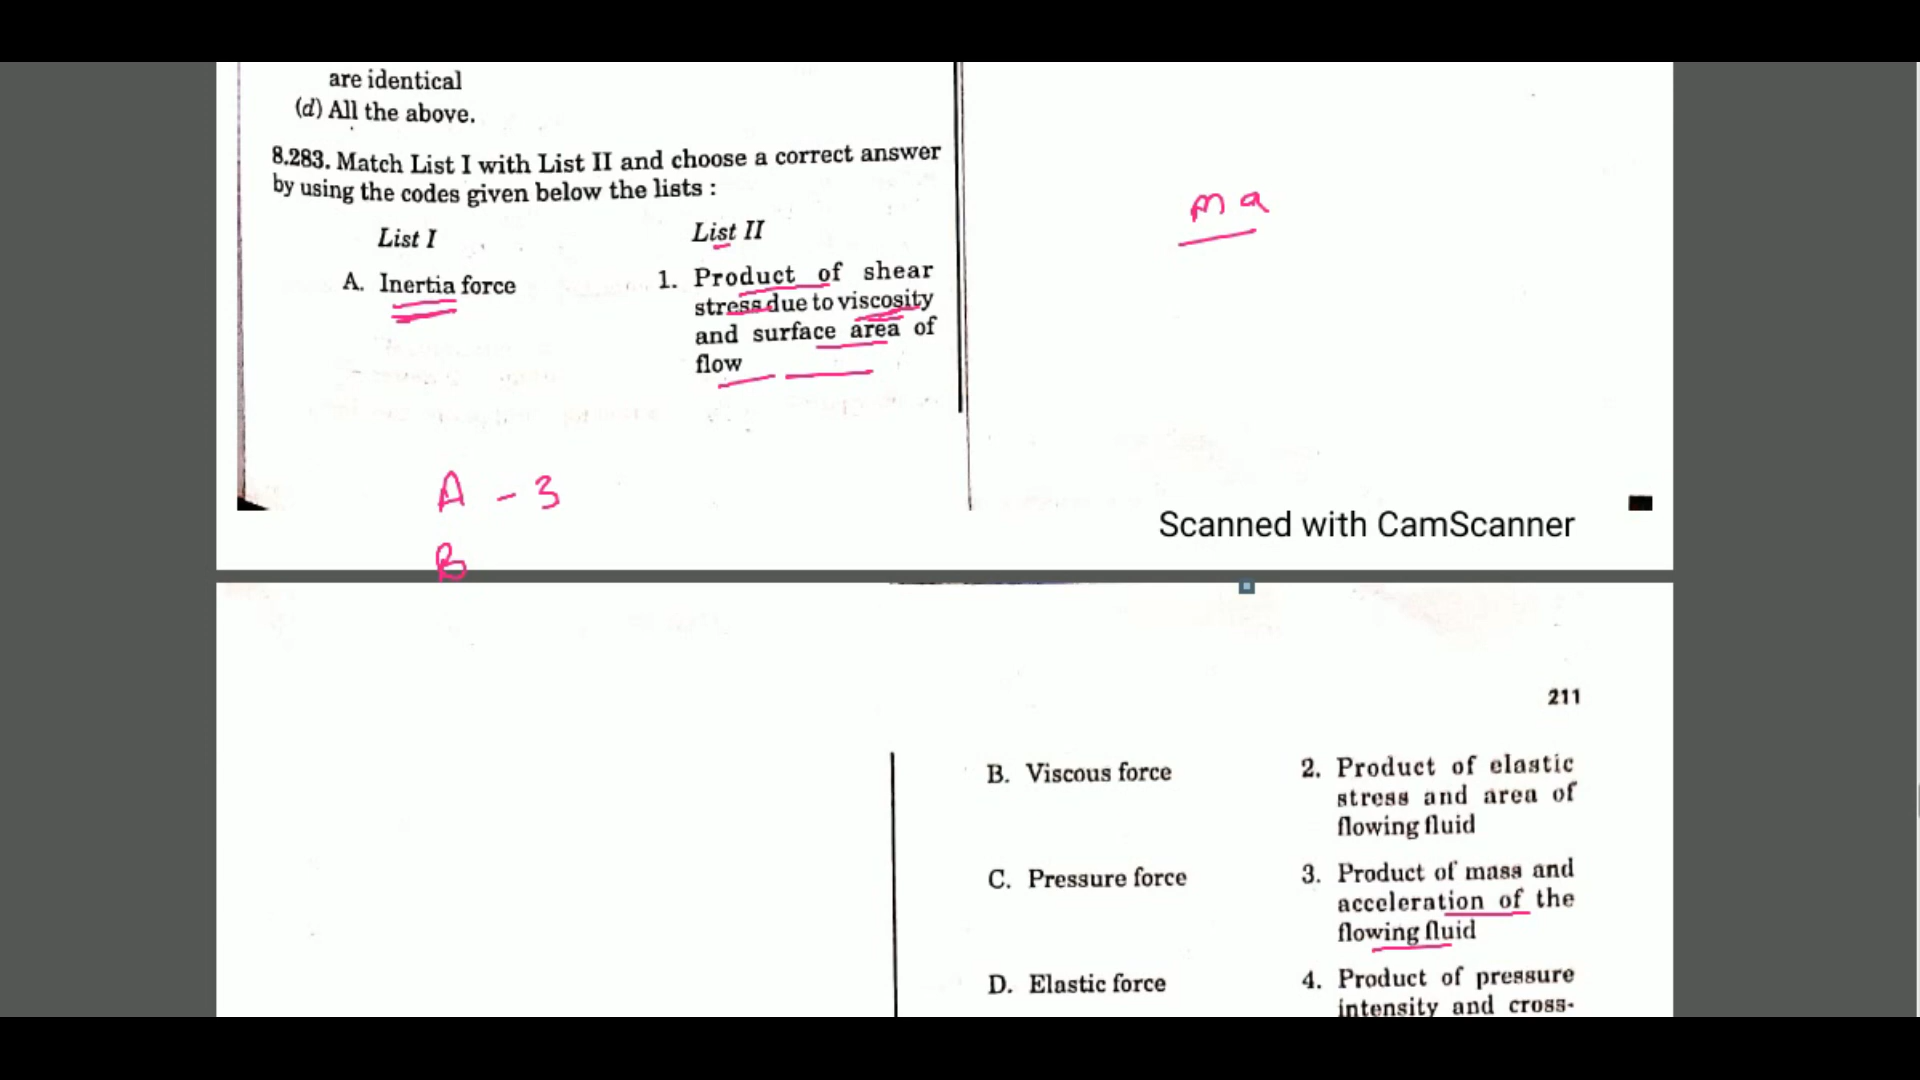 are identical
(d) All the above.
8.283. Match List I with List II and choose a correct answer
by using the codes given below the lists :
List I
List II
A. Inertia force
1. Product of shear
stress due to viscosity
and surface area of
flow
ma
A - 3
B
Scanned with CamScanner
211
B. Viscous force
2. Product of elastic
stress and area of
flowing fluid
C. Pressure force
3. Product of mass and
acceleration of the
flowing fluid
D. Elastic force
4. Product of pressure
intensity and cross-